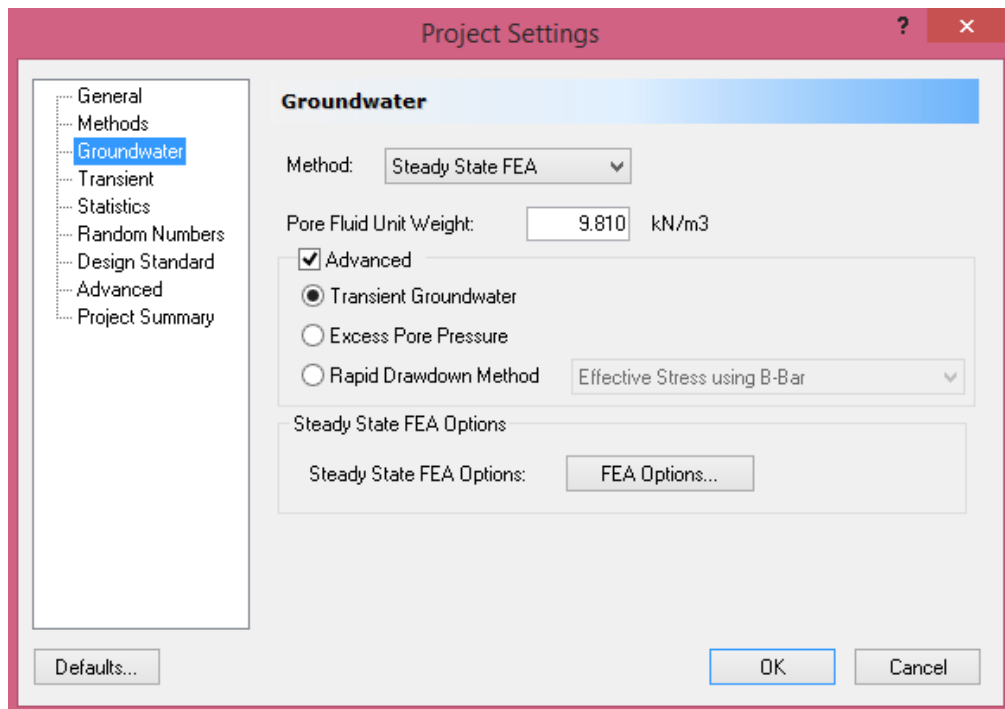 Project Settings
?
×
General
Methods
Groundwater
Transient
Statistics
Random Numbers
Design Standard
Advanced
Project Summary
Groundwater
Method: Steady State FEA
Pore Fluid Unit Weight: 9.810 kN/m3
Advanced
Transient Groundwater
Excess Pore Pressure
Rapid Drawdown Method Effective Stress using B-Bar
Steady State FEA Options
Steady State FEA Options: FEA Options...
Defaults... OK Cancel